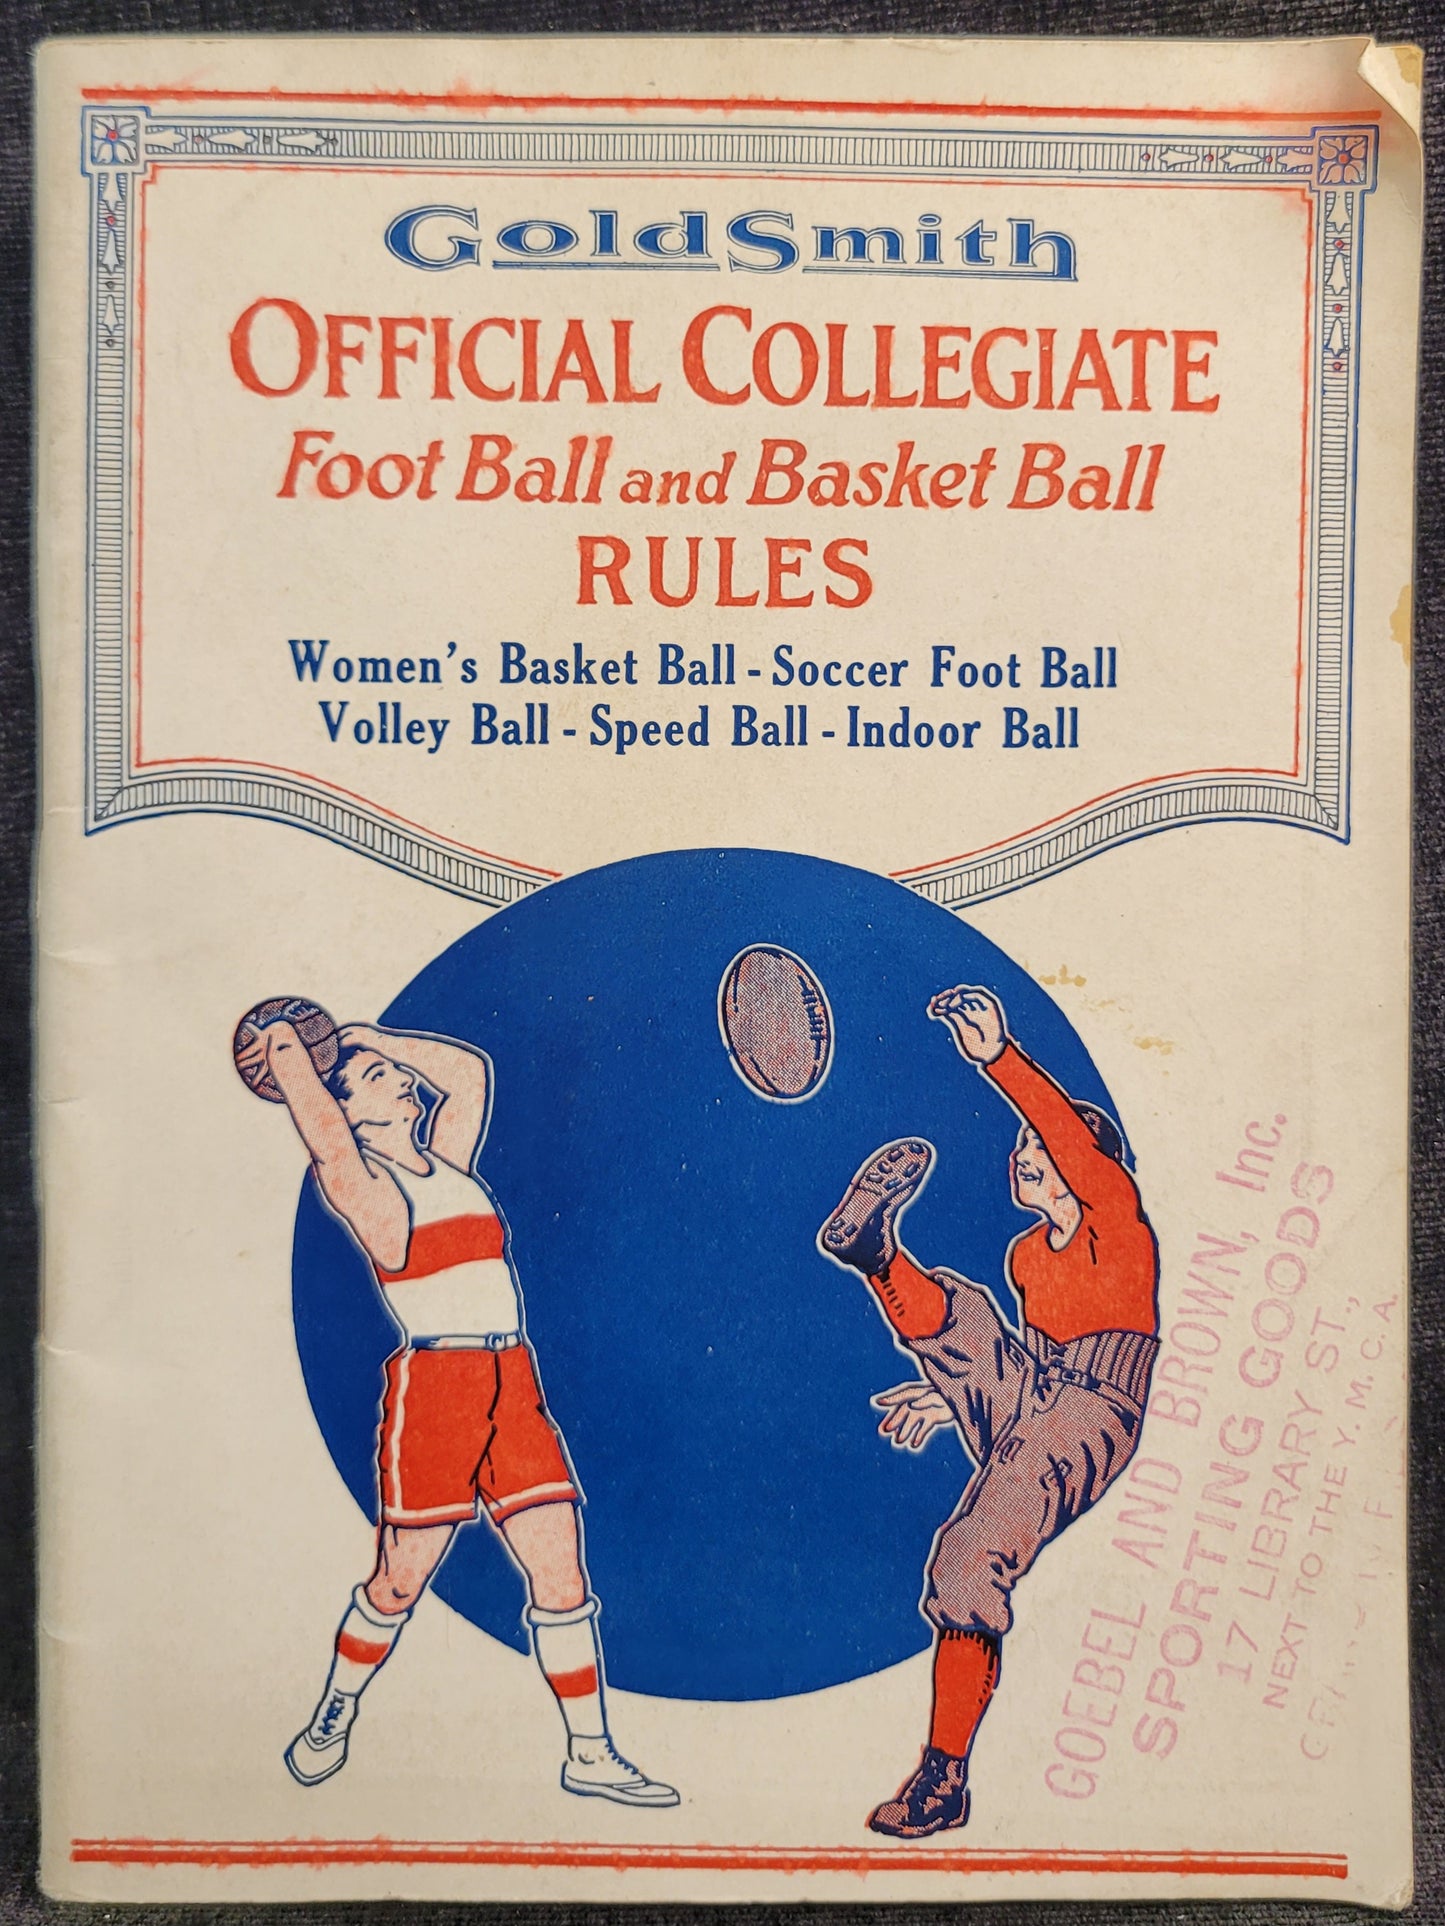 GoldSmith
OFFICIAL COLLEGIATE
Foot Ball and Basket Ball
RULES
Women's Basket Ball - Soccer Foot Ball
Volley Ball - Speed Ball - Indoor Ball
GOEBEL AND BROWN, Inc.
SPORTING GOODS
17 LIBRARY ST.,
NEXT TO THE Y. M. C. A.